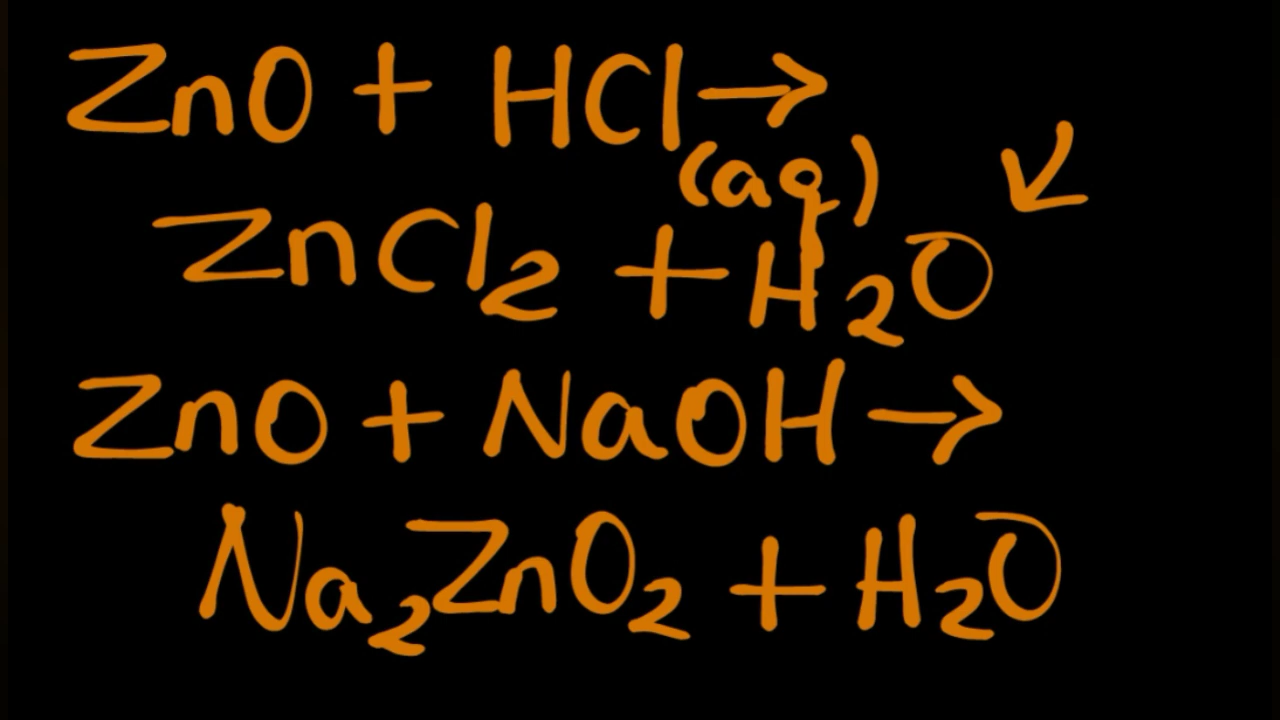 ZnO + HCl →
(aq)
ZnCl₂ + H₂O
ZnO + NaOH →
Na₂ZnO₂ + H₂O